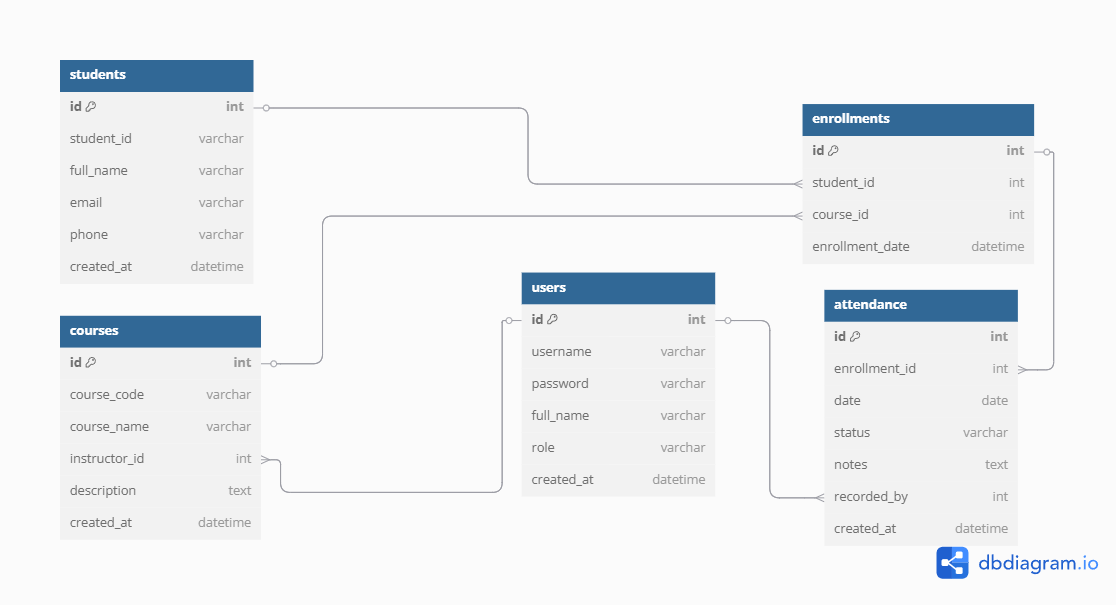 students
id int
student_id varchar
full_name varchar
email varchar
phone varchar
created_at datetime
courses
id int
course_code varchar
course_name varchar
instructor_id int
description text
created_at datetime
users
id int
username varchar
password varchar
full_name varchar
role varchar
created_at datetime
enrollments
id int
student_id int
course_id int
enrollment_date datetime
attendance
id int
enrollment_id int
date date
status varchar
notes text
recorded_by int
created_at datetime
dbdiagram.io